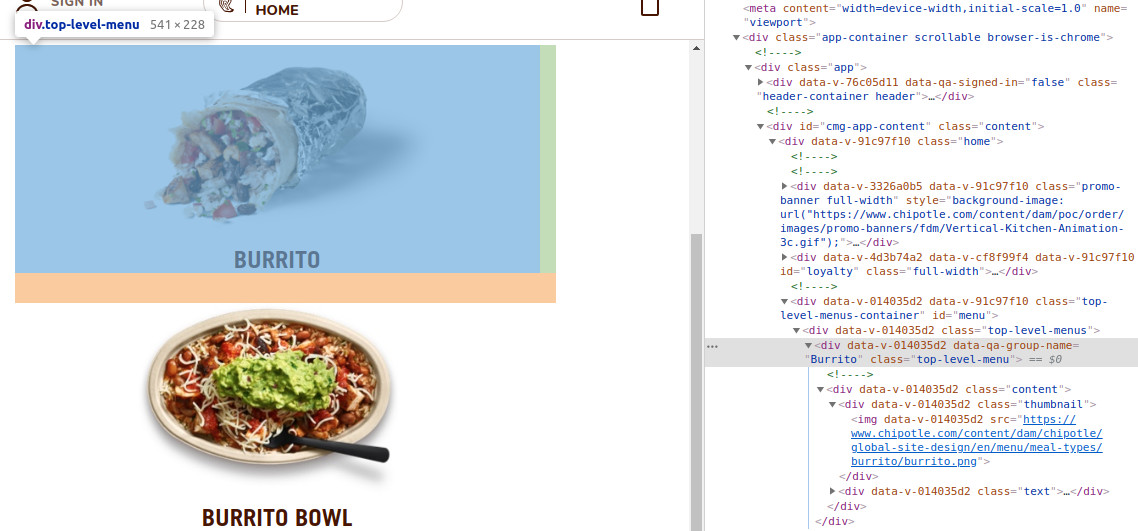 SIGN IN
HOME
div.top-level-menu 541 × 228
BURRITO
BURRITO BOWL
<meta content="width=device-width,initial-scale=1.0" name=
"viewport">
▼<div class="app-container scrollable browser-is-chrome">
<!---->
▼<div class="app">
▶<div data-v-76c05d11 data-qa-signed-in="false" class=
"header-container header">…</div>
<!---->
▼<div id="cmg-app-content" class="content">
▼<div data-v-91c97f10 class="home">
<!---->
<!---->
▶<div data-v-3326a0b5 data-v-91c97f10 class="promo-
banner full-width" style="background-image:
url("https://www.chipotle.com/content/dam/poc/order/
images/promo-banners/fdm/Vertical-Kitchen-Animation-
3c.gif");">…</div>
▶<div data-v-4d3b74a2 data-v-cf8f99f4 data-v-91c97f10
id="loyalty" class="full-width">…</div>
<!---->
▼<div data-v-014035d2 data-v-91c97f10 class="top-
level-menus-container" id="menu">
▼<div data-v-014035d2 class="top-level-menus">
… ▼<div data-v-014035d2 data-qa-group-name=
"Burrito" class="top-level-menu"> == $0
<!---->
▼<div data-v-014035d2 class="content">
▼<div data-v-014035d2 class="thumbnail">
<img data-v-014035d2 src="https://
www.chipotle.com/content/dam/chipotle/
global-site-design/en/menu/meal-types/
burrito/burrito.png">
</div>
▶<div data-v-014035d2 class="text">…</div>
</div>
</div>